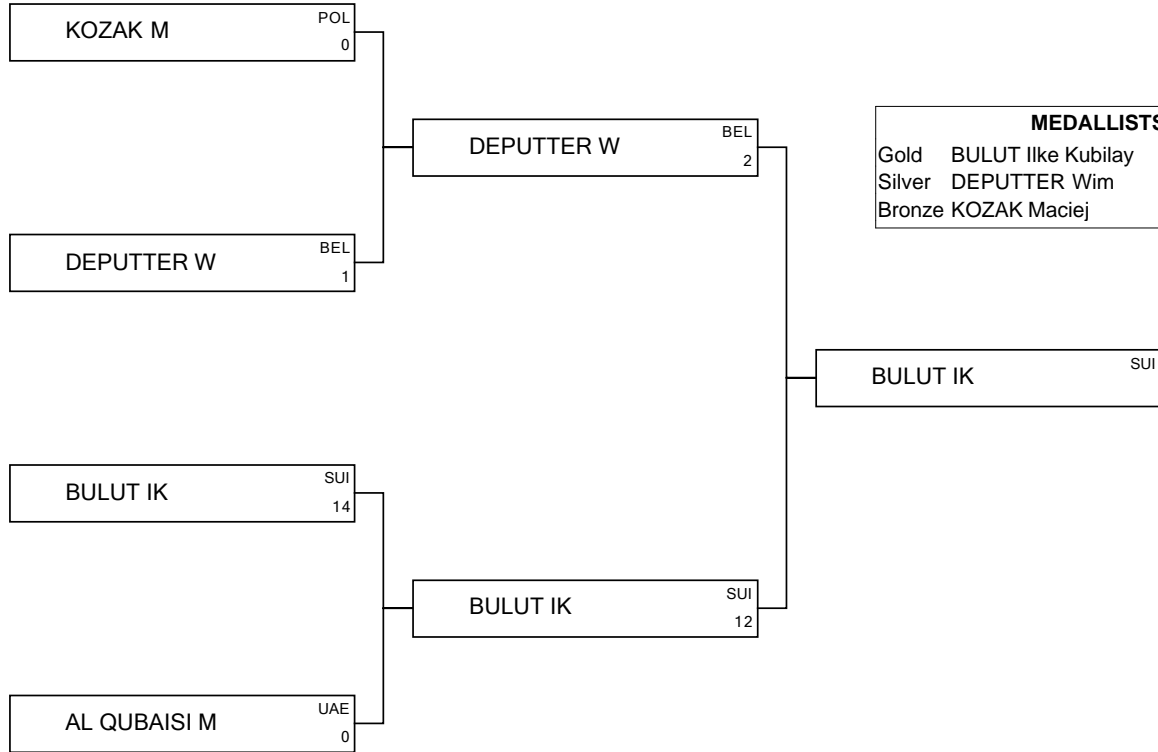 KOZAK M POL
0
DEPUTTER W BEL
2
MEDALLISTS
Gold BULUT Ilke Kubilay
Silver DEPUTTER Wim
Bronze KOZAK Maciej
DEPUTTER W BEL
1
BULUT IK SUI
BULUT IK SUI
14
BULUT IK SUI
12
AL QUBAISI M UAE
0